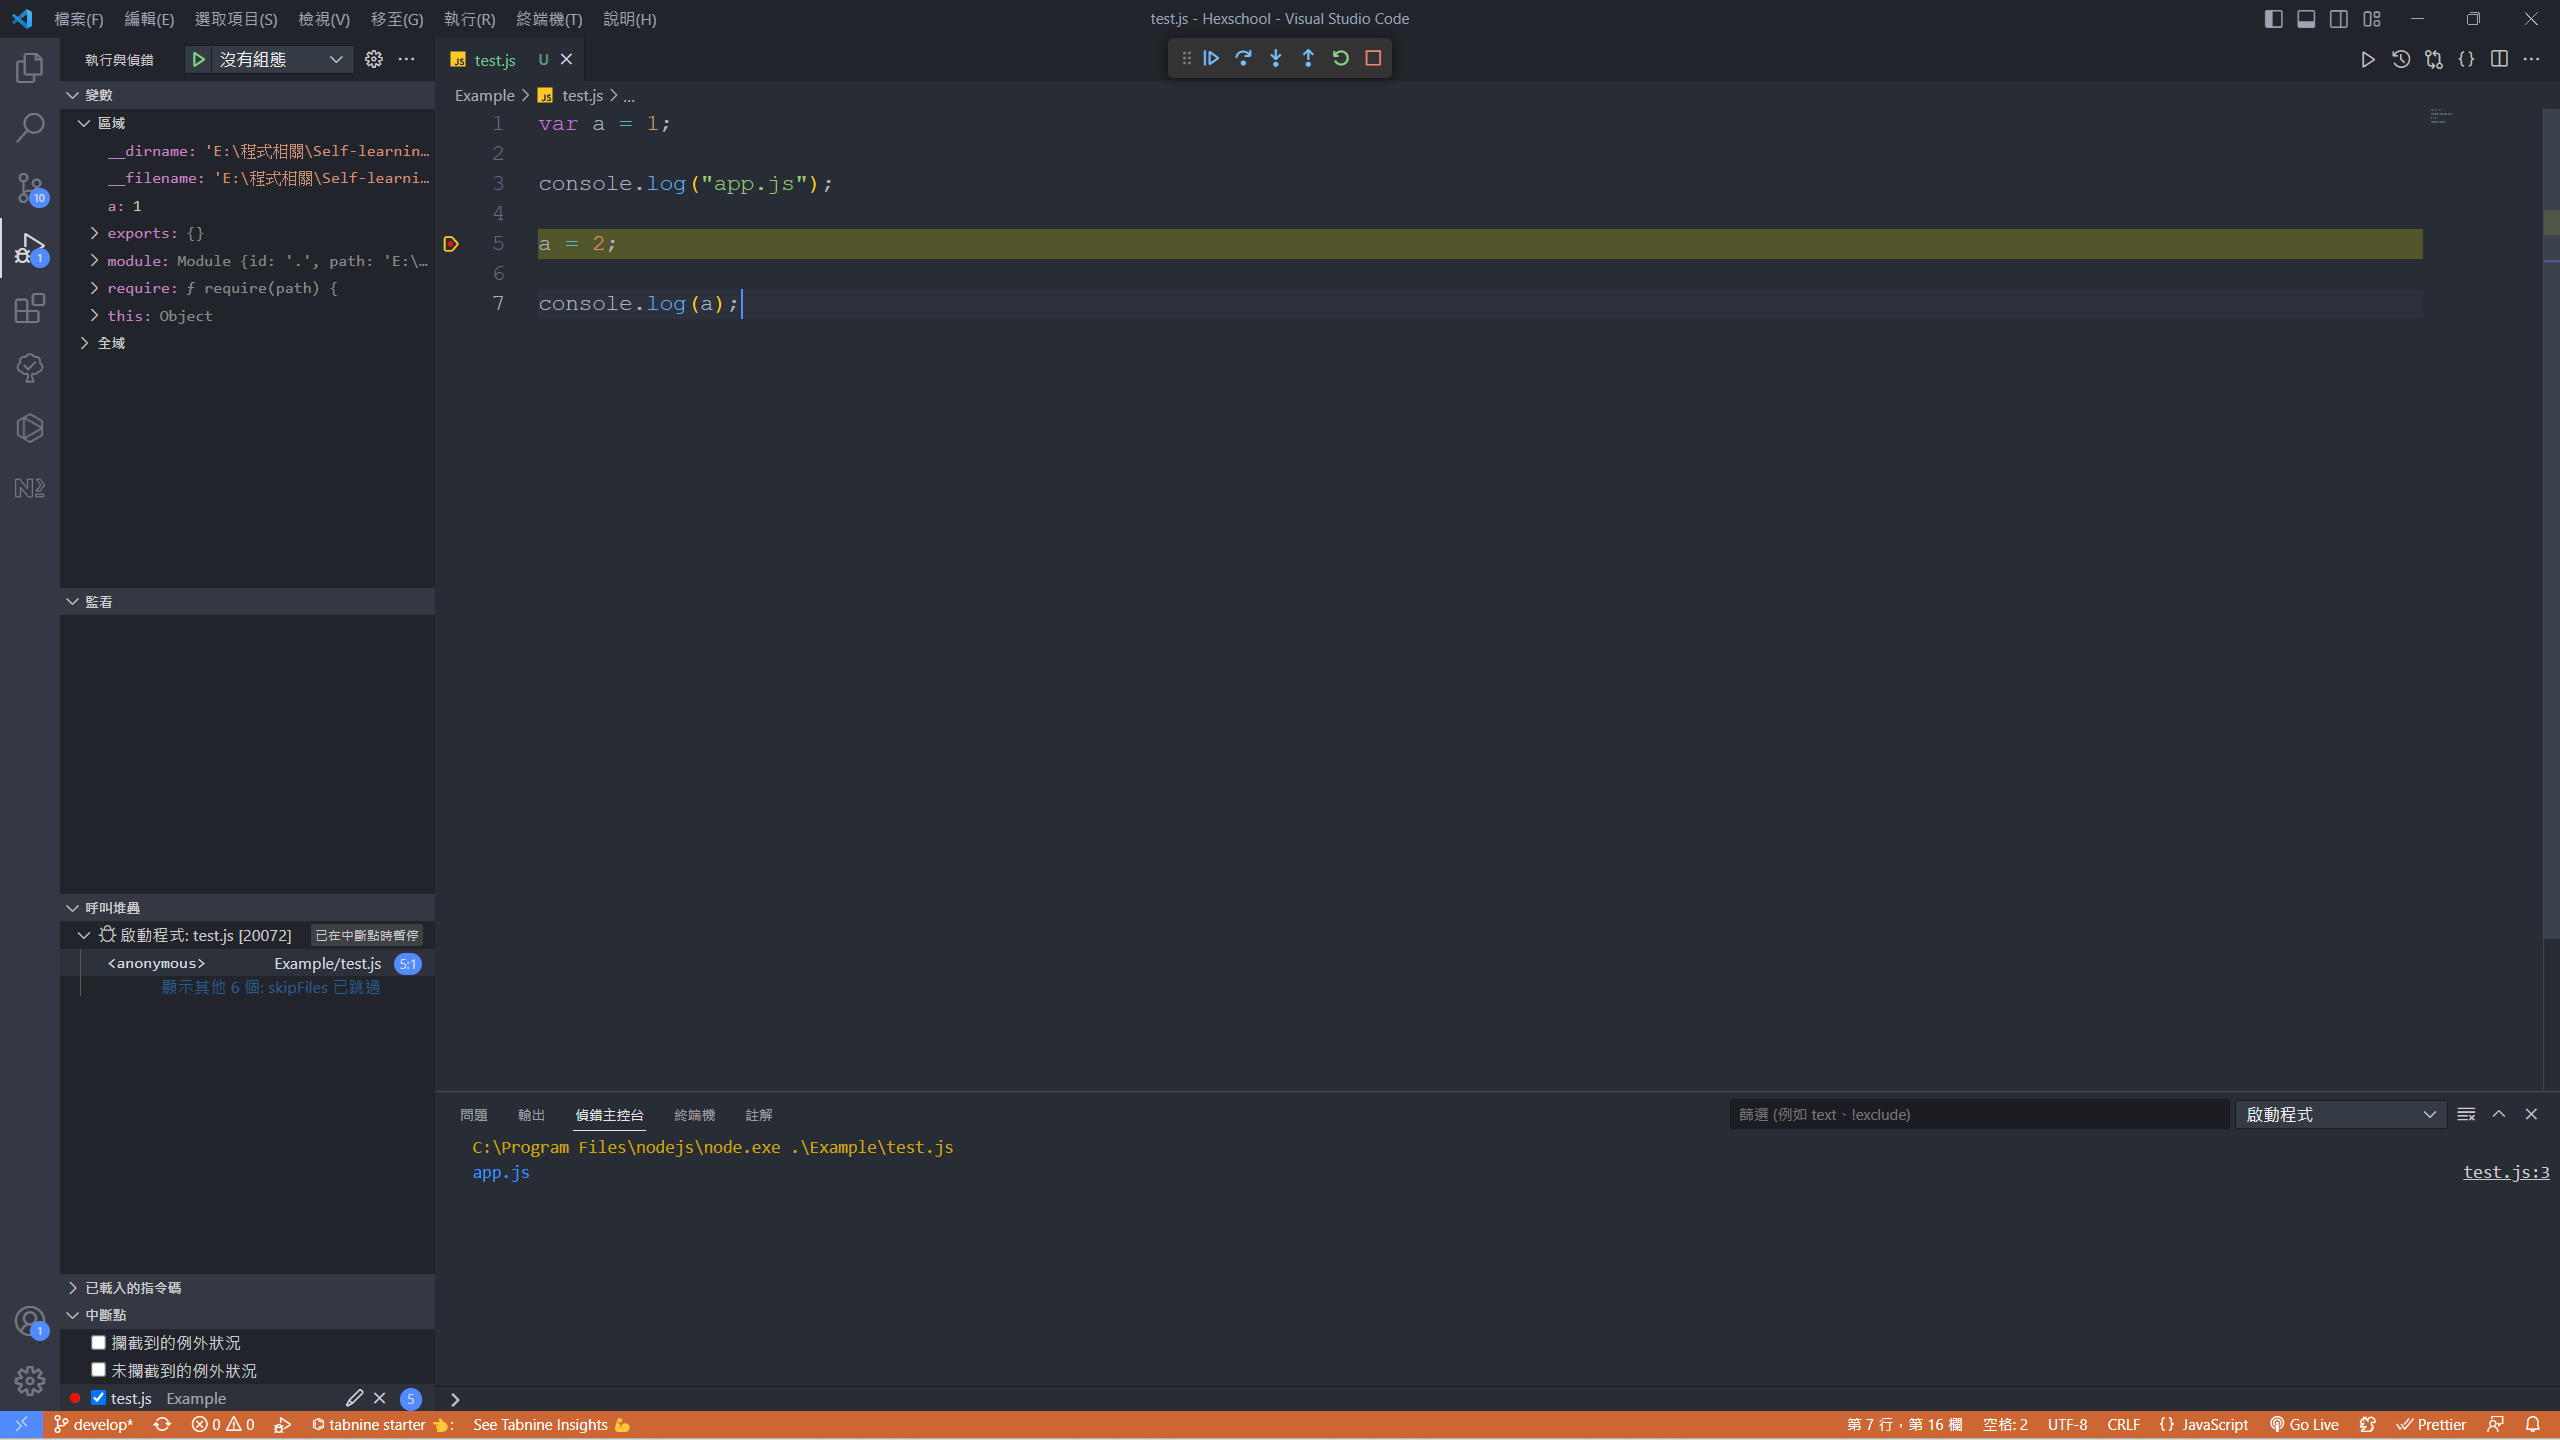 檔案(F) 編輯(E) 選取項目(S) 檢視(V) 移至(G) 執行(R) 終端機(T) 說明(H)
test.js - Hexschool - Visual Studio Code
執行與偵錯 沒有組態
JS test.js U
Example > JS test.js > ...
變數
區域
__dirname: 'E:\程式相關\Self-learnin…
__filename: 'E:\程式相關\Self-learni…
a: 1
exports: {}
module: Module {id: '.', path: 'E:\…
require: ƒ require(path) {
this: Object
全域
1 var a = 1;
2
3 console.log("app.js");
4
5 a = 2;
6
7 console.log(a);
監看
呼叫堆疊
啟動程式: test.js [20072] 已在中斷點時暫停
<anonymous> Example/test.js 5:1
顯示其他 6 個: skipFiles 已跳過
已載入的指令碼
中斷點
攔截到的例外狀況
未攔截到的例外狀況
test.js Example 5
10
1
N2
1
問題 輸出 偵錯主控台 終端機 註解
篩選 (例如 text、!exclude)
啟動程式
C:\Program Files\nodejs\node.exe .\Example\test.js
app.js test.js:3
develop* 0 0 tabnine starter : See Tabnine Insights
第 7 行，第 16 欄 空格: 2 UTF-8 CRLF {} JavaScript Go Live Prettier